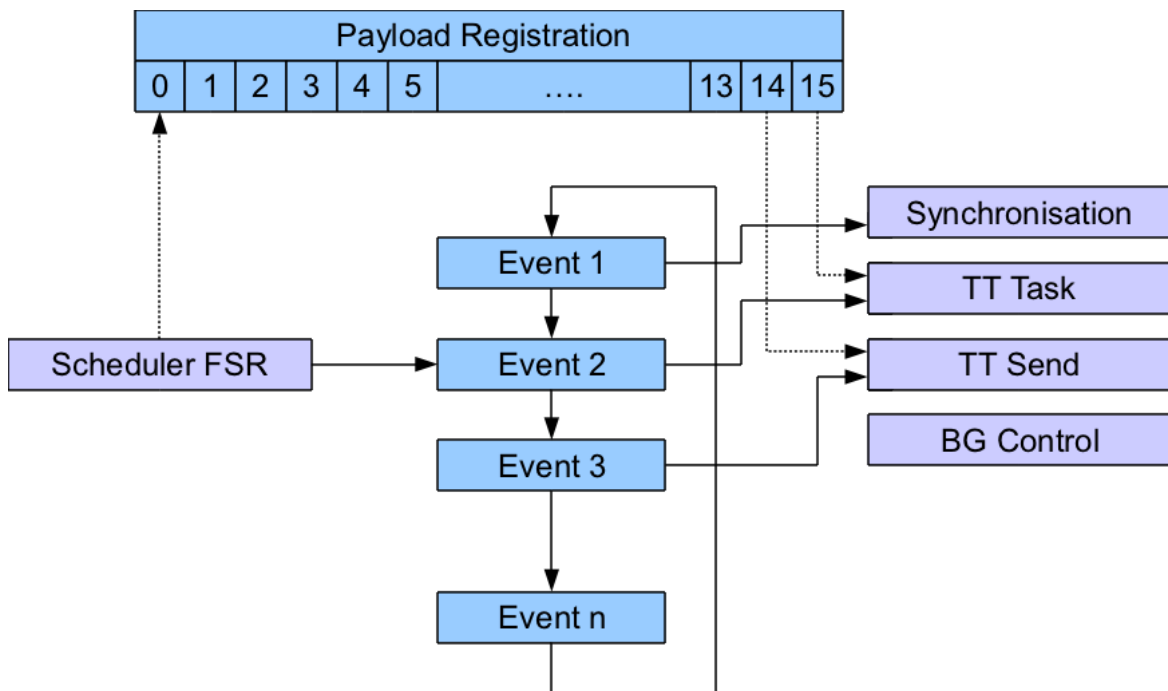 Payload Registration
0 1 2 3 4 5 .... 13 14 15
Synchronisation
Event 1
TT Task
Scheduler FSR
Event 2
TT Send
BG Control
Event 3
Event n